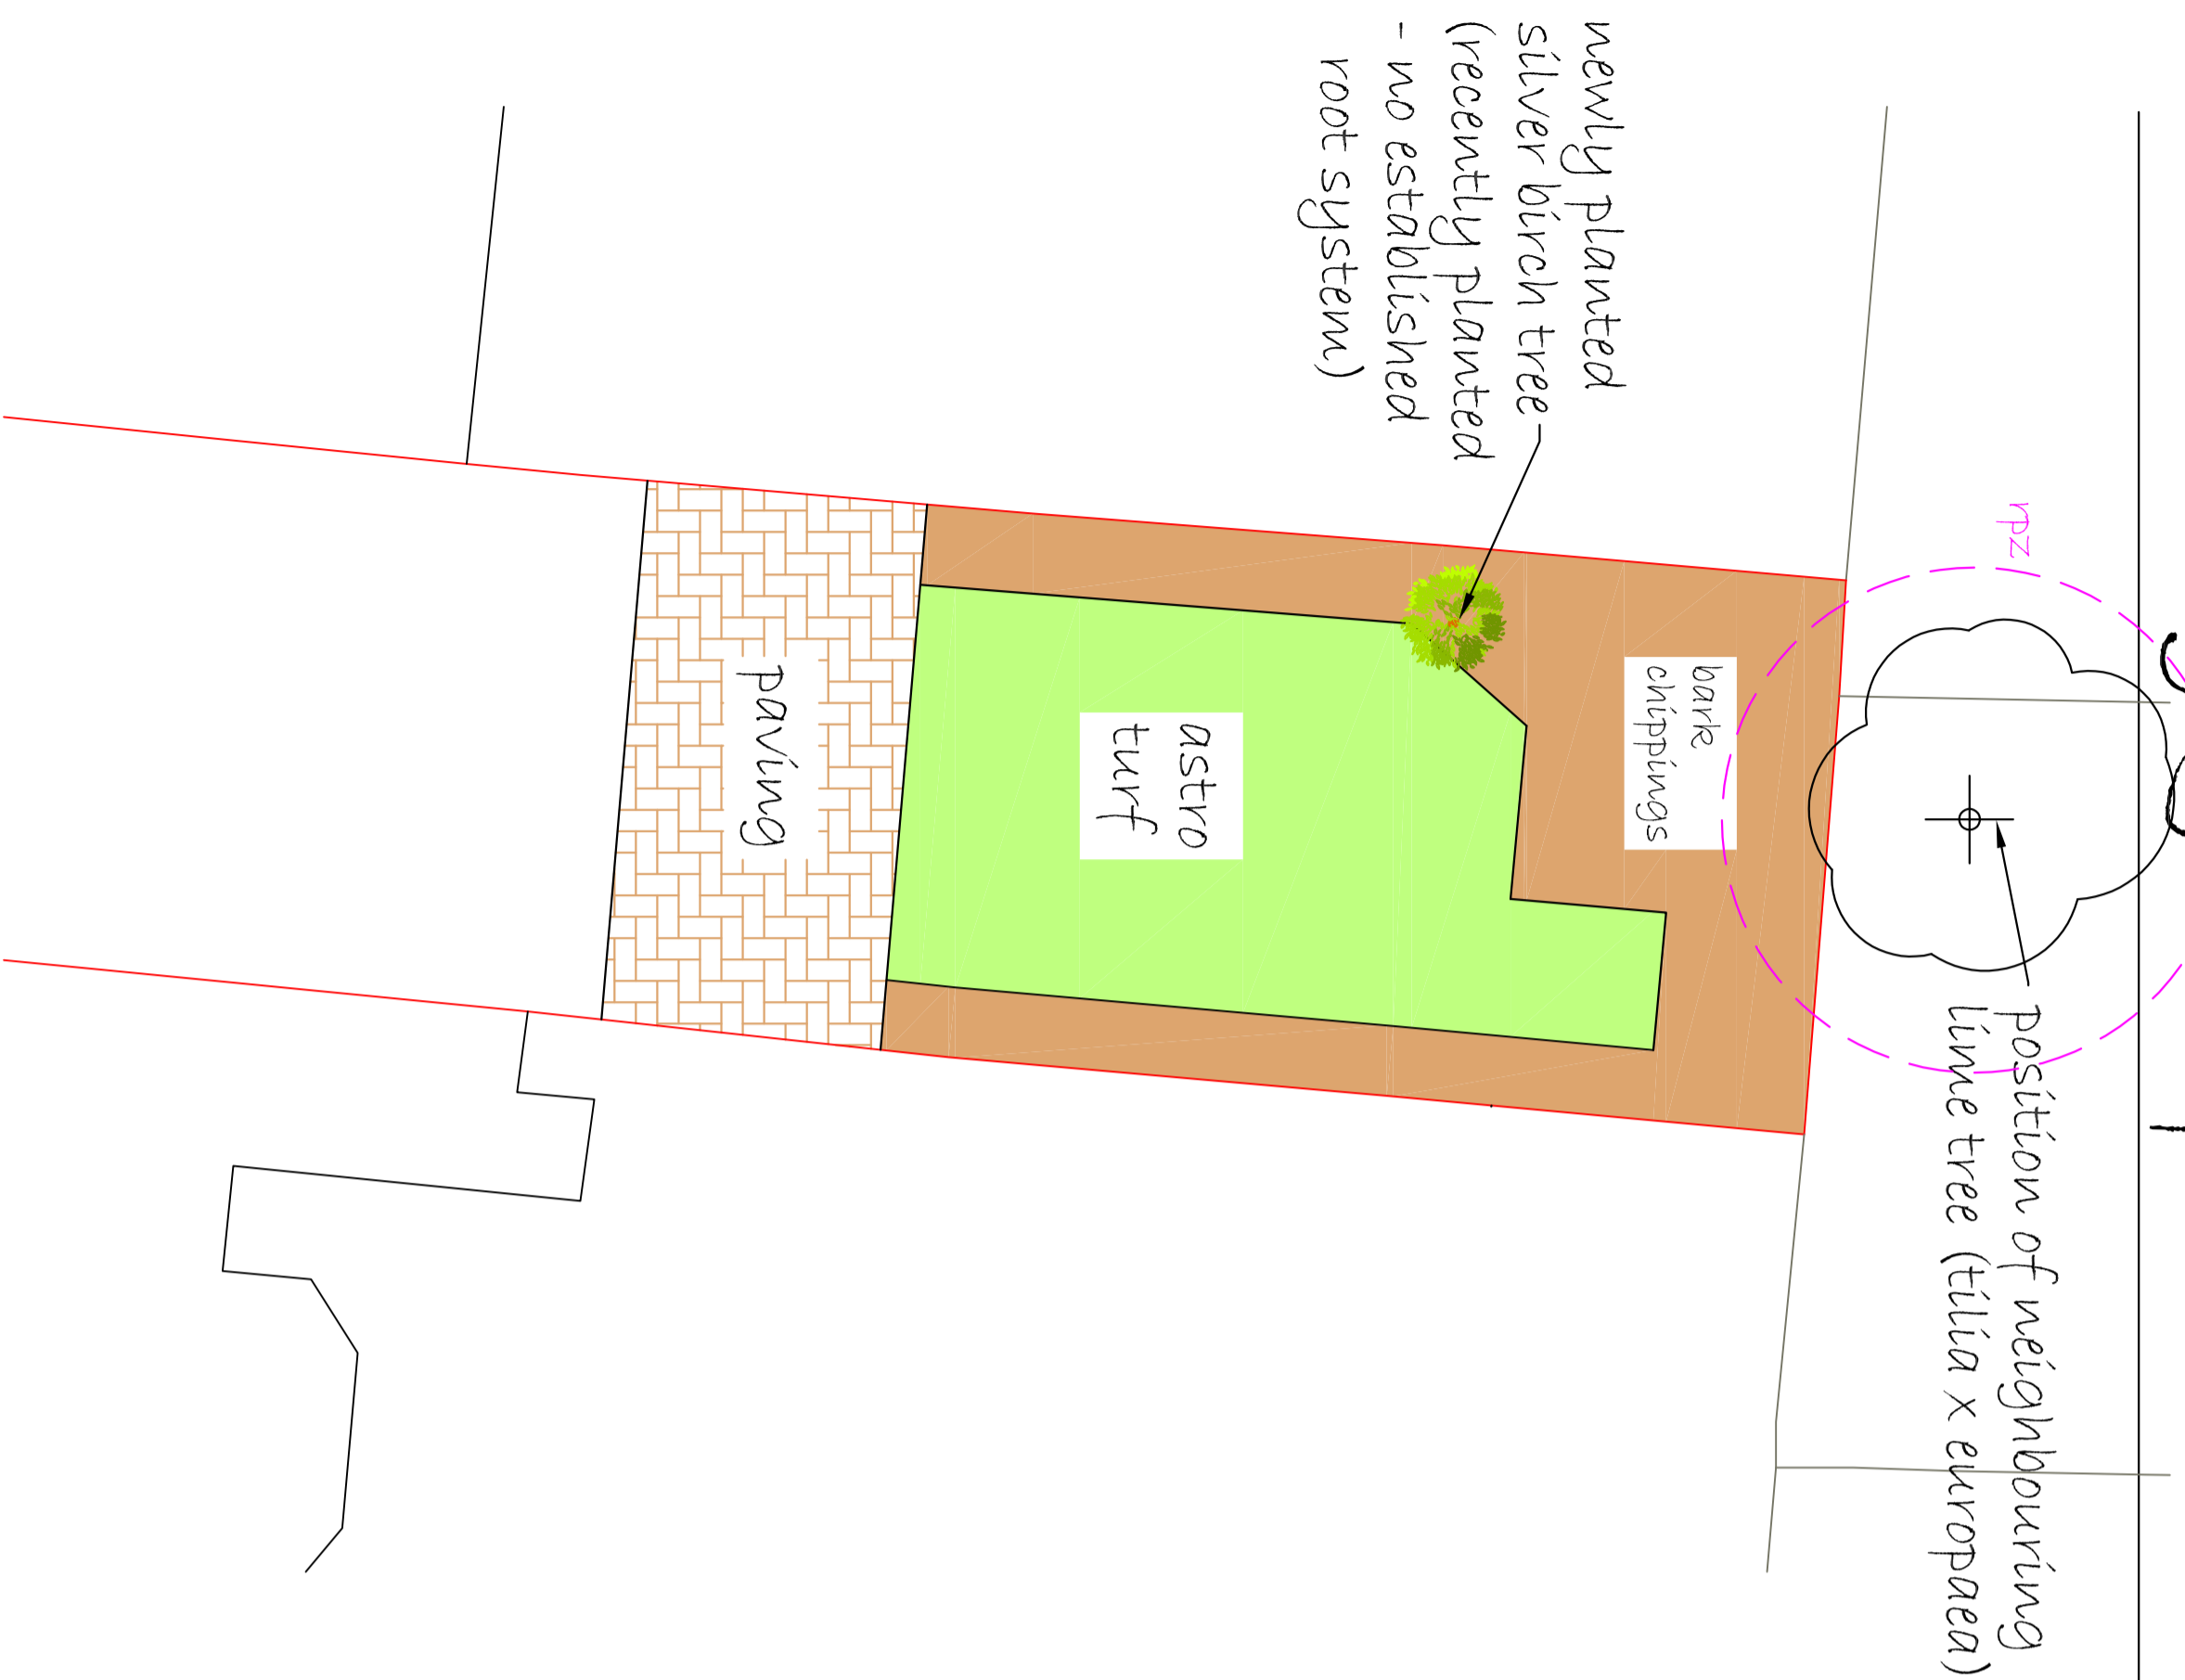 newly planted
silver birch tree
(recently planted
- no established
root system)
rpz
position of neighbouring
lime tree (tilia x europaea)
bark
chippings
astro
turf
paving